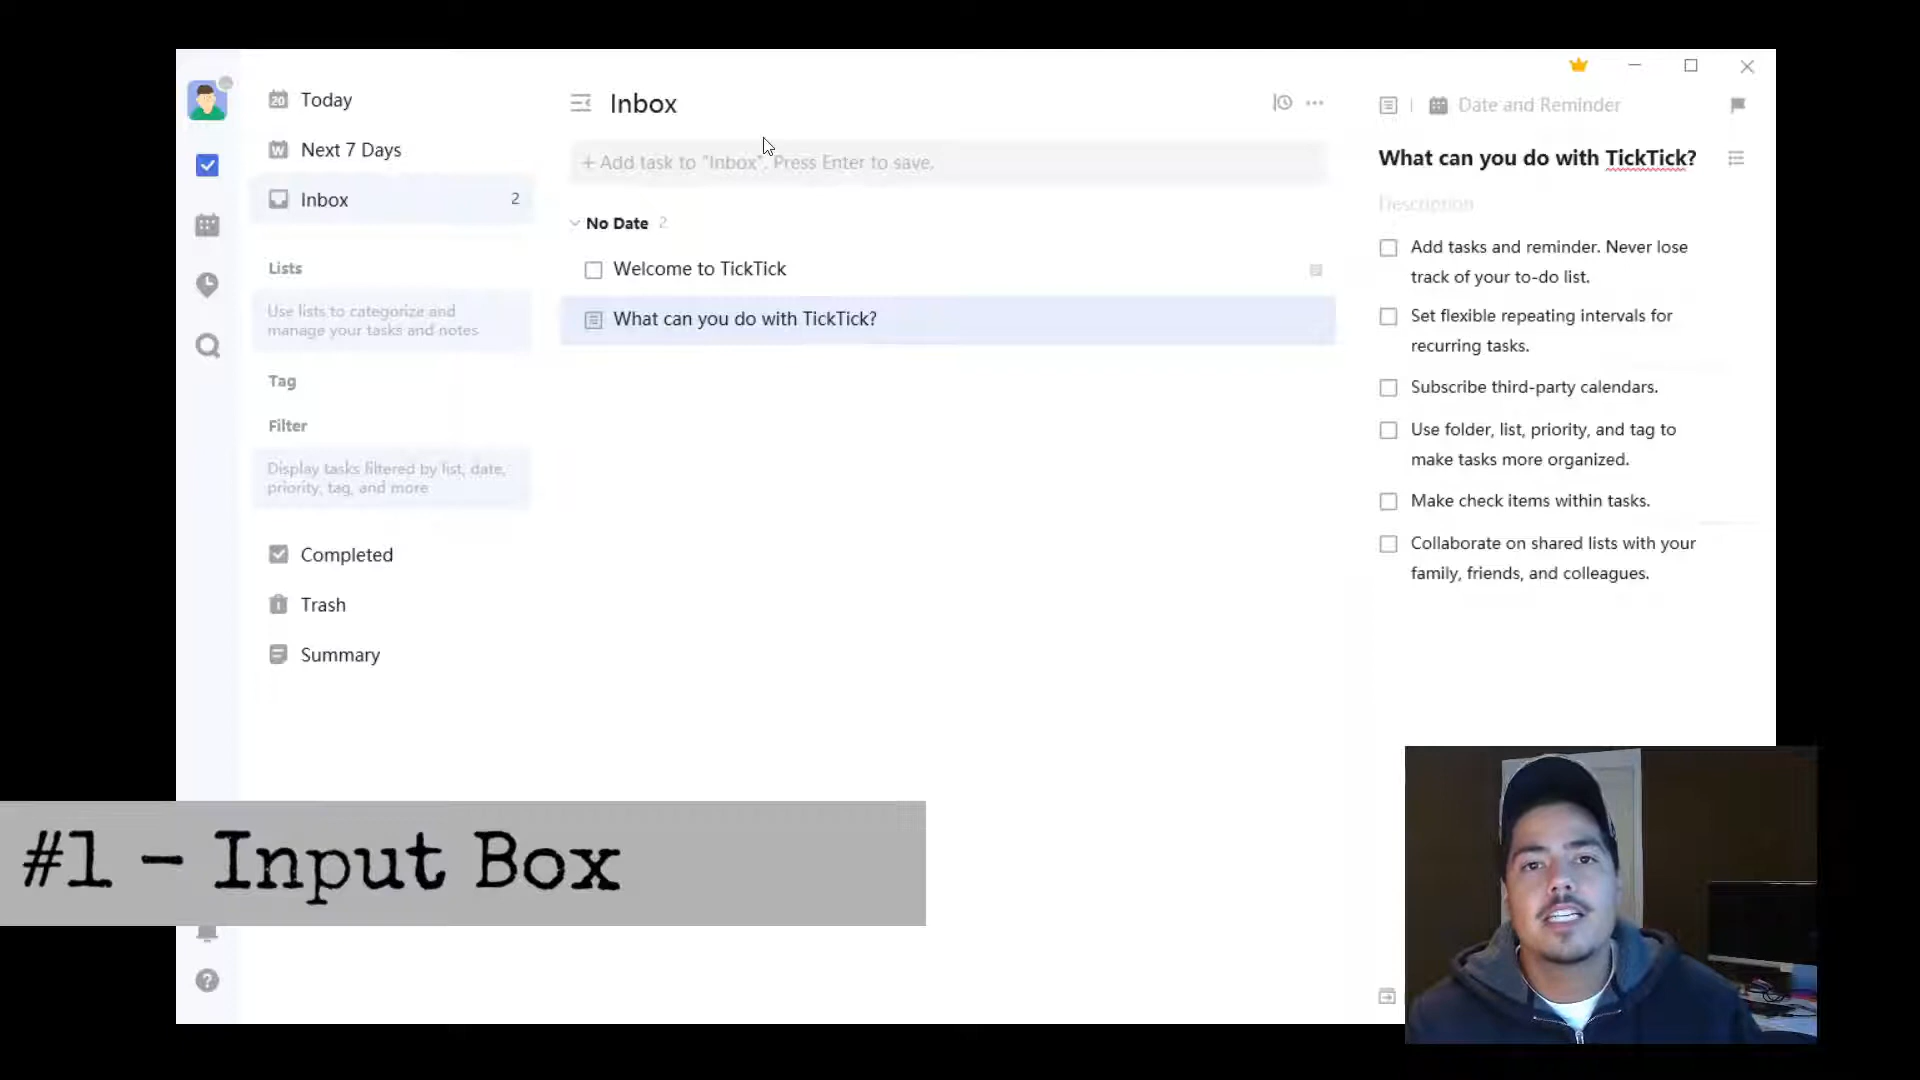 20 Today
W Next 7 Days
Inbox 2
Lists
Use lists to categorize and
manage your tasks and notes
Tag
Filter
Display tasks filtered by list, date,
priority, tag, and more
Completed
Trash
Summary
Inbox
+ Add task to "Inbox". Press Enter to save.
No Date 2
Welcome to TickTick
What can you do with TickTick?
Date and Reminder
What can you do with TickTick?
Description
Add tasks and reminder. Never lose
track of your to-do list.
Set flexible repeating intervals for
recurring tasks.
Subscribe third-party calendars.
Use folder, list, priority, and tag to
make tasks more organized.
Make check items within tasks.
Collaborate on shared lists with your
family, friends, and colleagues.
#1 - Input Box
?